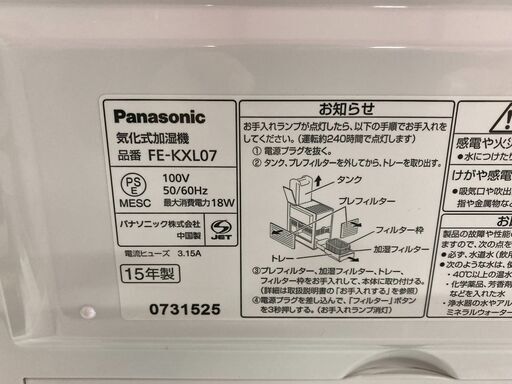 Panasonic
気化式加湿機
品番 FE-KXL07
PS
E
MESC
100V
50/60Hz
最大消費電力 18W
パナソニック株式会社
中国製
S
JET
電流ヒューズ 3.15A
15年製
0731525
お知らせ
お手入れランプが点灯したら、以下の手順でお手入れを
してください。(運転約240時間で点灯)
①電源プラグを抜く。
②タンク、プレフィルターを外してから、トレーを取り出す。
タンク
プレフィルター
フィルター枠
加湿フィルター
トレー
③プレフィルター、加湿フィルター、トレー、
フィルター枠をお手入れして、本体に取り付ける。
(詳細は取扱説明書の「お手入れする」を参照)
④電源プラグを差し込んで、「フィルター」ボタン
を3秒押しする。(お手入れランプ消灯)
感電や火災
●水につけたり
けがや感電
●吸気口や吹出
指や金属物など
製品の故障や性能
ため、次の点を
●必ず、水道水(飲用
●次のような水は、使
・40℃以上の温水
・化学薬品、芳香剤
などを入れた水
・浄水器の水やアル
ミネラルウォーター